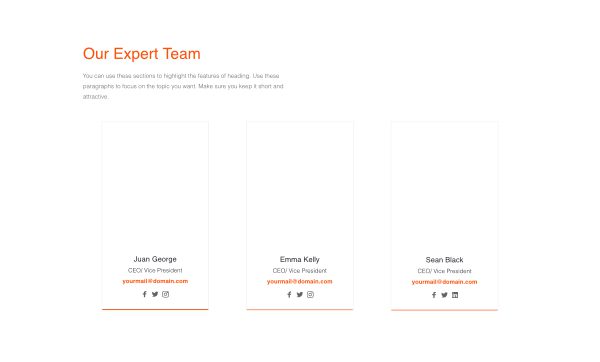 Our Expert Team
You can use these sections to highlight the features of heading. Use these
paragraphs to focus on the topic you want. Make sure you keep it short and
attractive.
Juan George
CEO/ Vice President
yourmail@domain.com
Emma Kelly
CEO/ Vice President
yourmail@domain.com
Sean Black
CEO/ Vice President
yourmail@domain.com